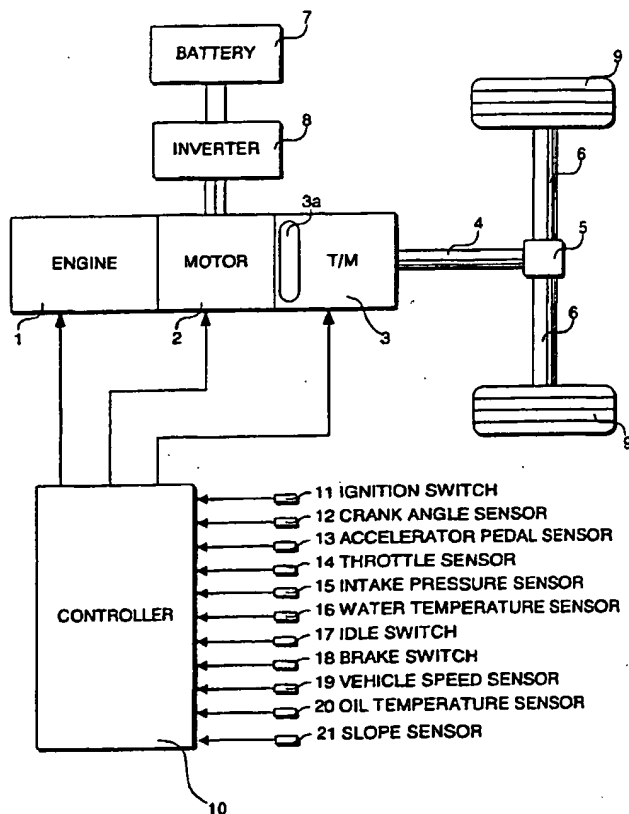 7
BATTERY
9
8
INVERTER
6
3a
4
5
ENGINE
MOTOR
T/M
1
2
3
6
9
11 IGNITION SWITCH
12 CRANK ANGLE SENSOR
13 ACCELERATOR PEDAL SENSOR
14 THROTTLE SENSOR
15 INTAKE PRESSURE SENSOR
CONTROLLER
16 WATER TEMPERATURE SENSOR
17 IDLE SWITCH
18 BRAKE SWITCH
19 VEHICLE SPEED SENSOR
20 OIL TEMPERATURE SENSOR
21 SLOPE SENSOR
10